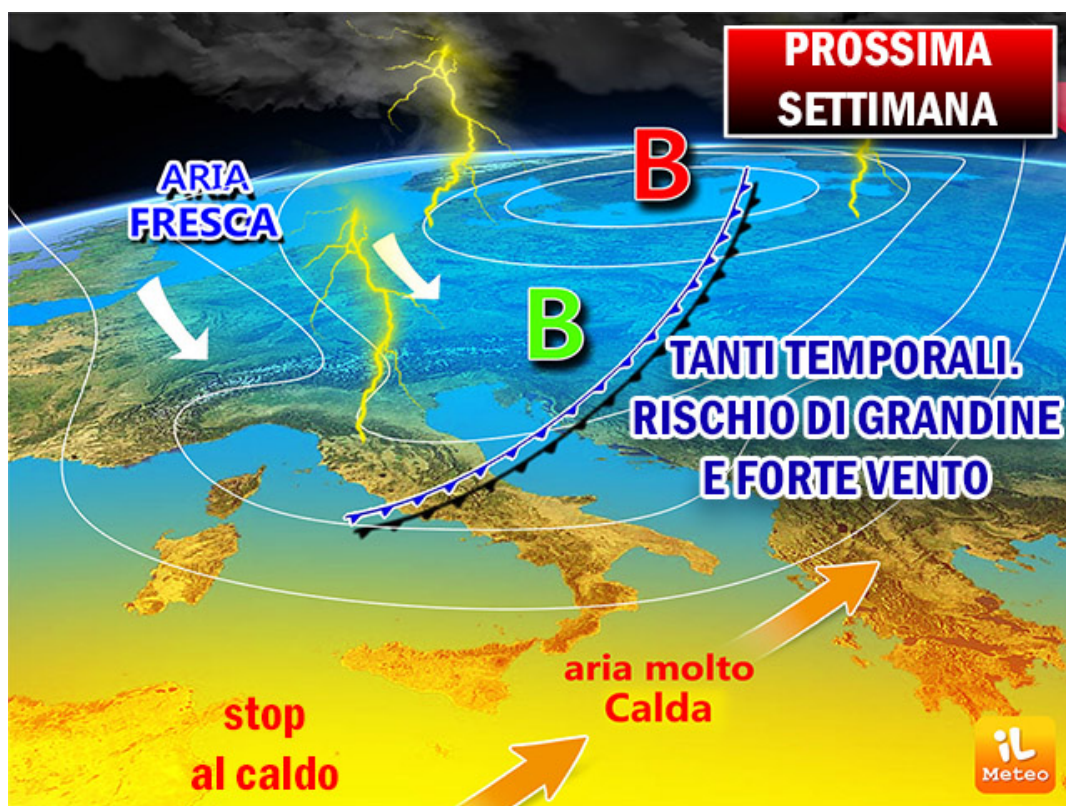 PROSSIMA
SETTIMANA
ARIA
FRESCA
B
B
TANTI TEMPORALI.
RISCHIO DI GRANDINE
E FORTE VENTO
aria molto
Calda
stop
al caldo
iL
Meteo